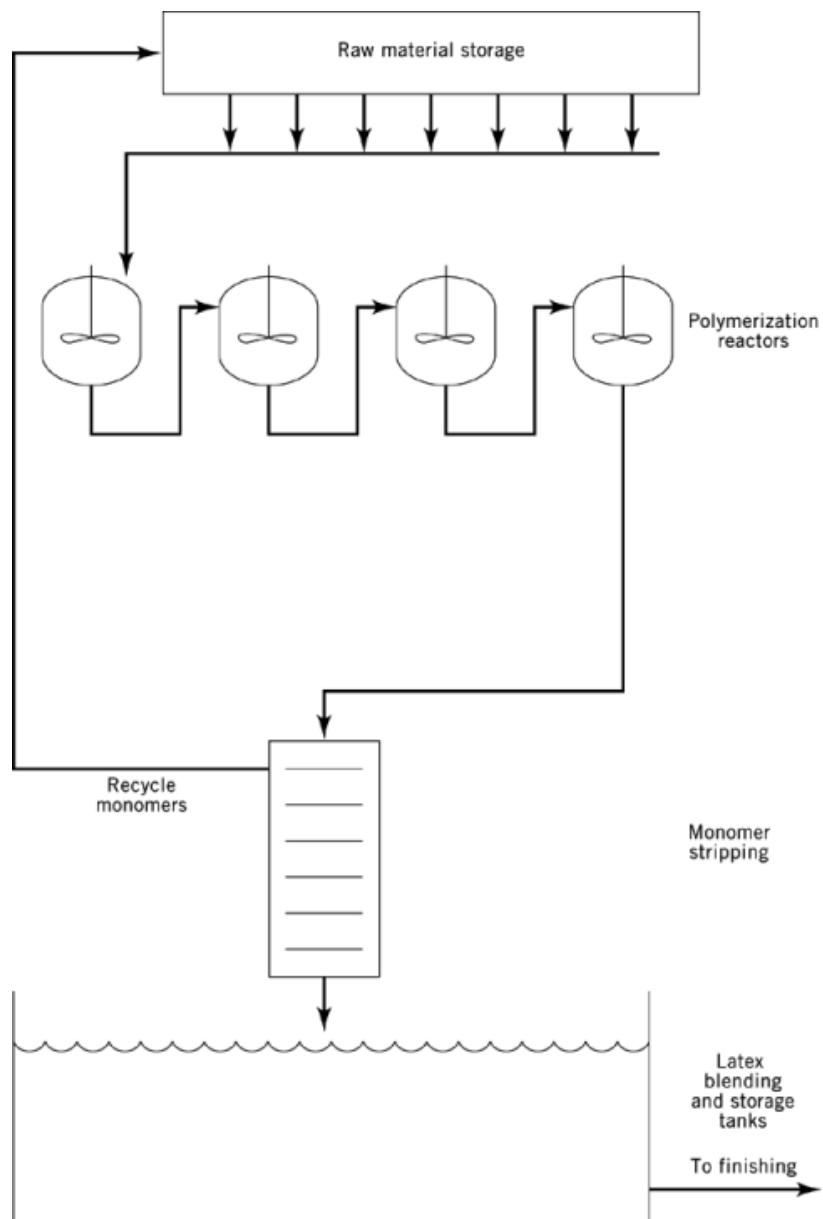 Raw material storage
Polymerization
reactors
Recycle
monomers
Monomer
stripping
Latex
blending
and storage
tanks
To finishing